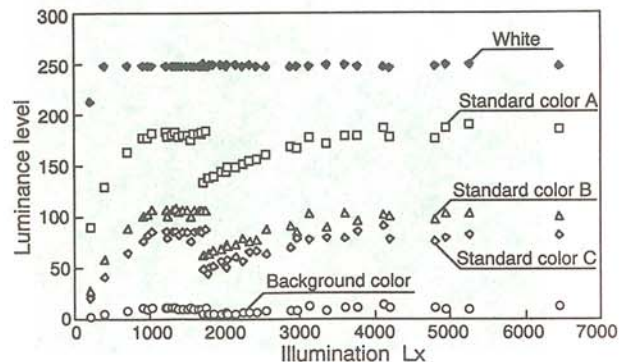 300
250
200
150
100
50
0
Luminance level
White
Standard color A
Standard color B
Standard color C
Background color
0 1000 2000 3000 4000 5000 6000 7000
Illumination Lx